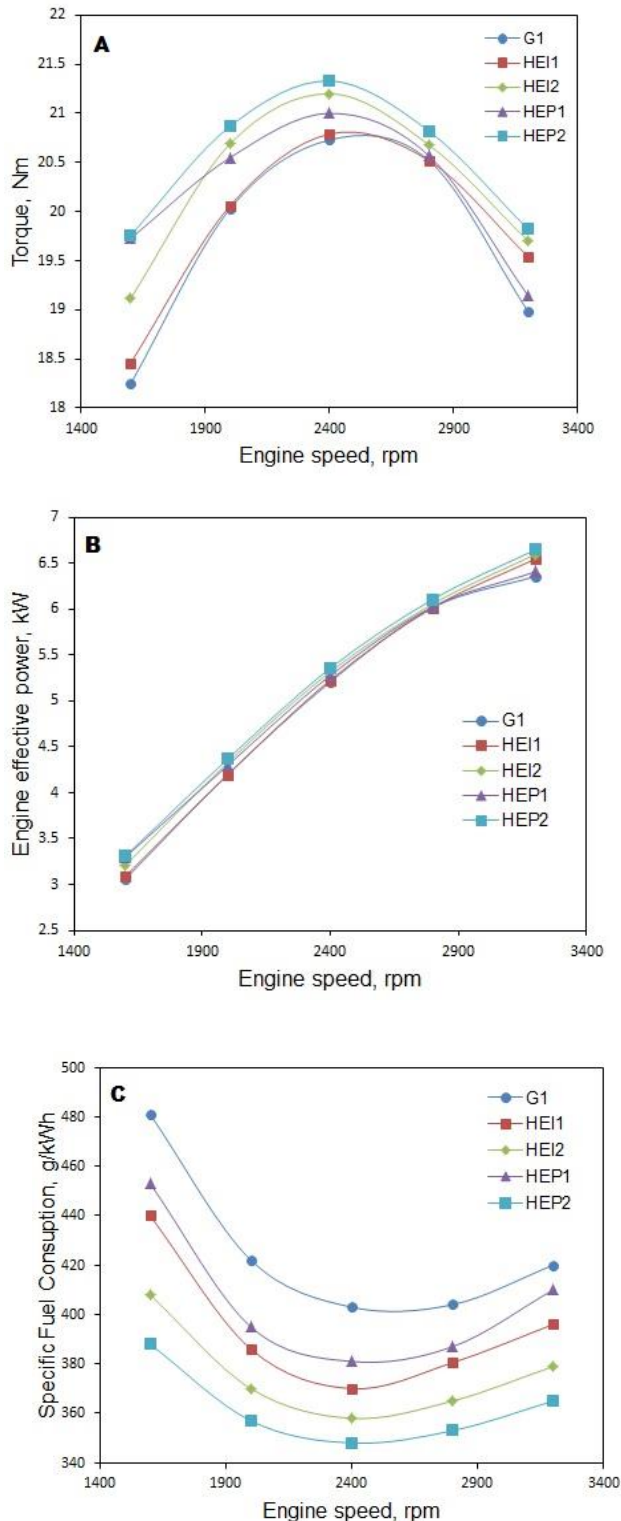 A
G1
HEI1
HEI2
HEP1
HEP2
22
21.5
21
20.5
20
19.5
19
18.5
18
Torque, Nm
1400 1900 2400 2900 3400
Engine speed, rpm
B
7
6.5
6
5.5
5
4.5
4
3.5
3
2.5
Engine effective power, kW
G1
HEI1
HEI2
HEP1
HEP2
1400 1900 2400 2900 3400
Engine speed, rpm
C
500
480
460
440
420
400
380
360
340
Specific Fuel Consuption, g/kWh
G1
HEI1
HEI2
HEP1
HEP2
1400 1900 2400 2900 3400
Engine speed, rpm